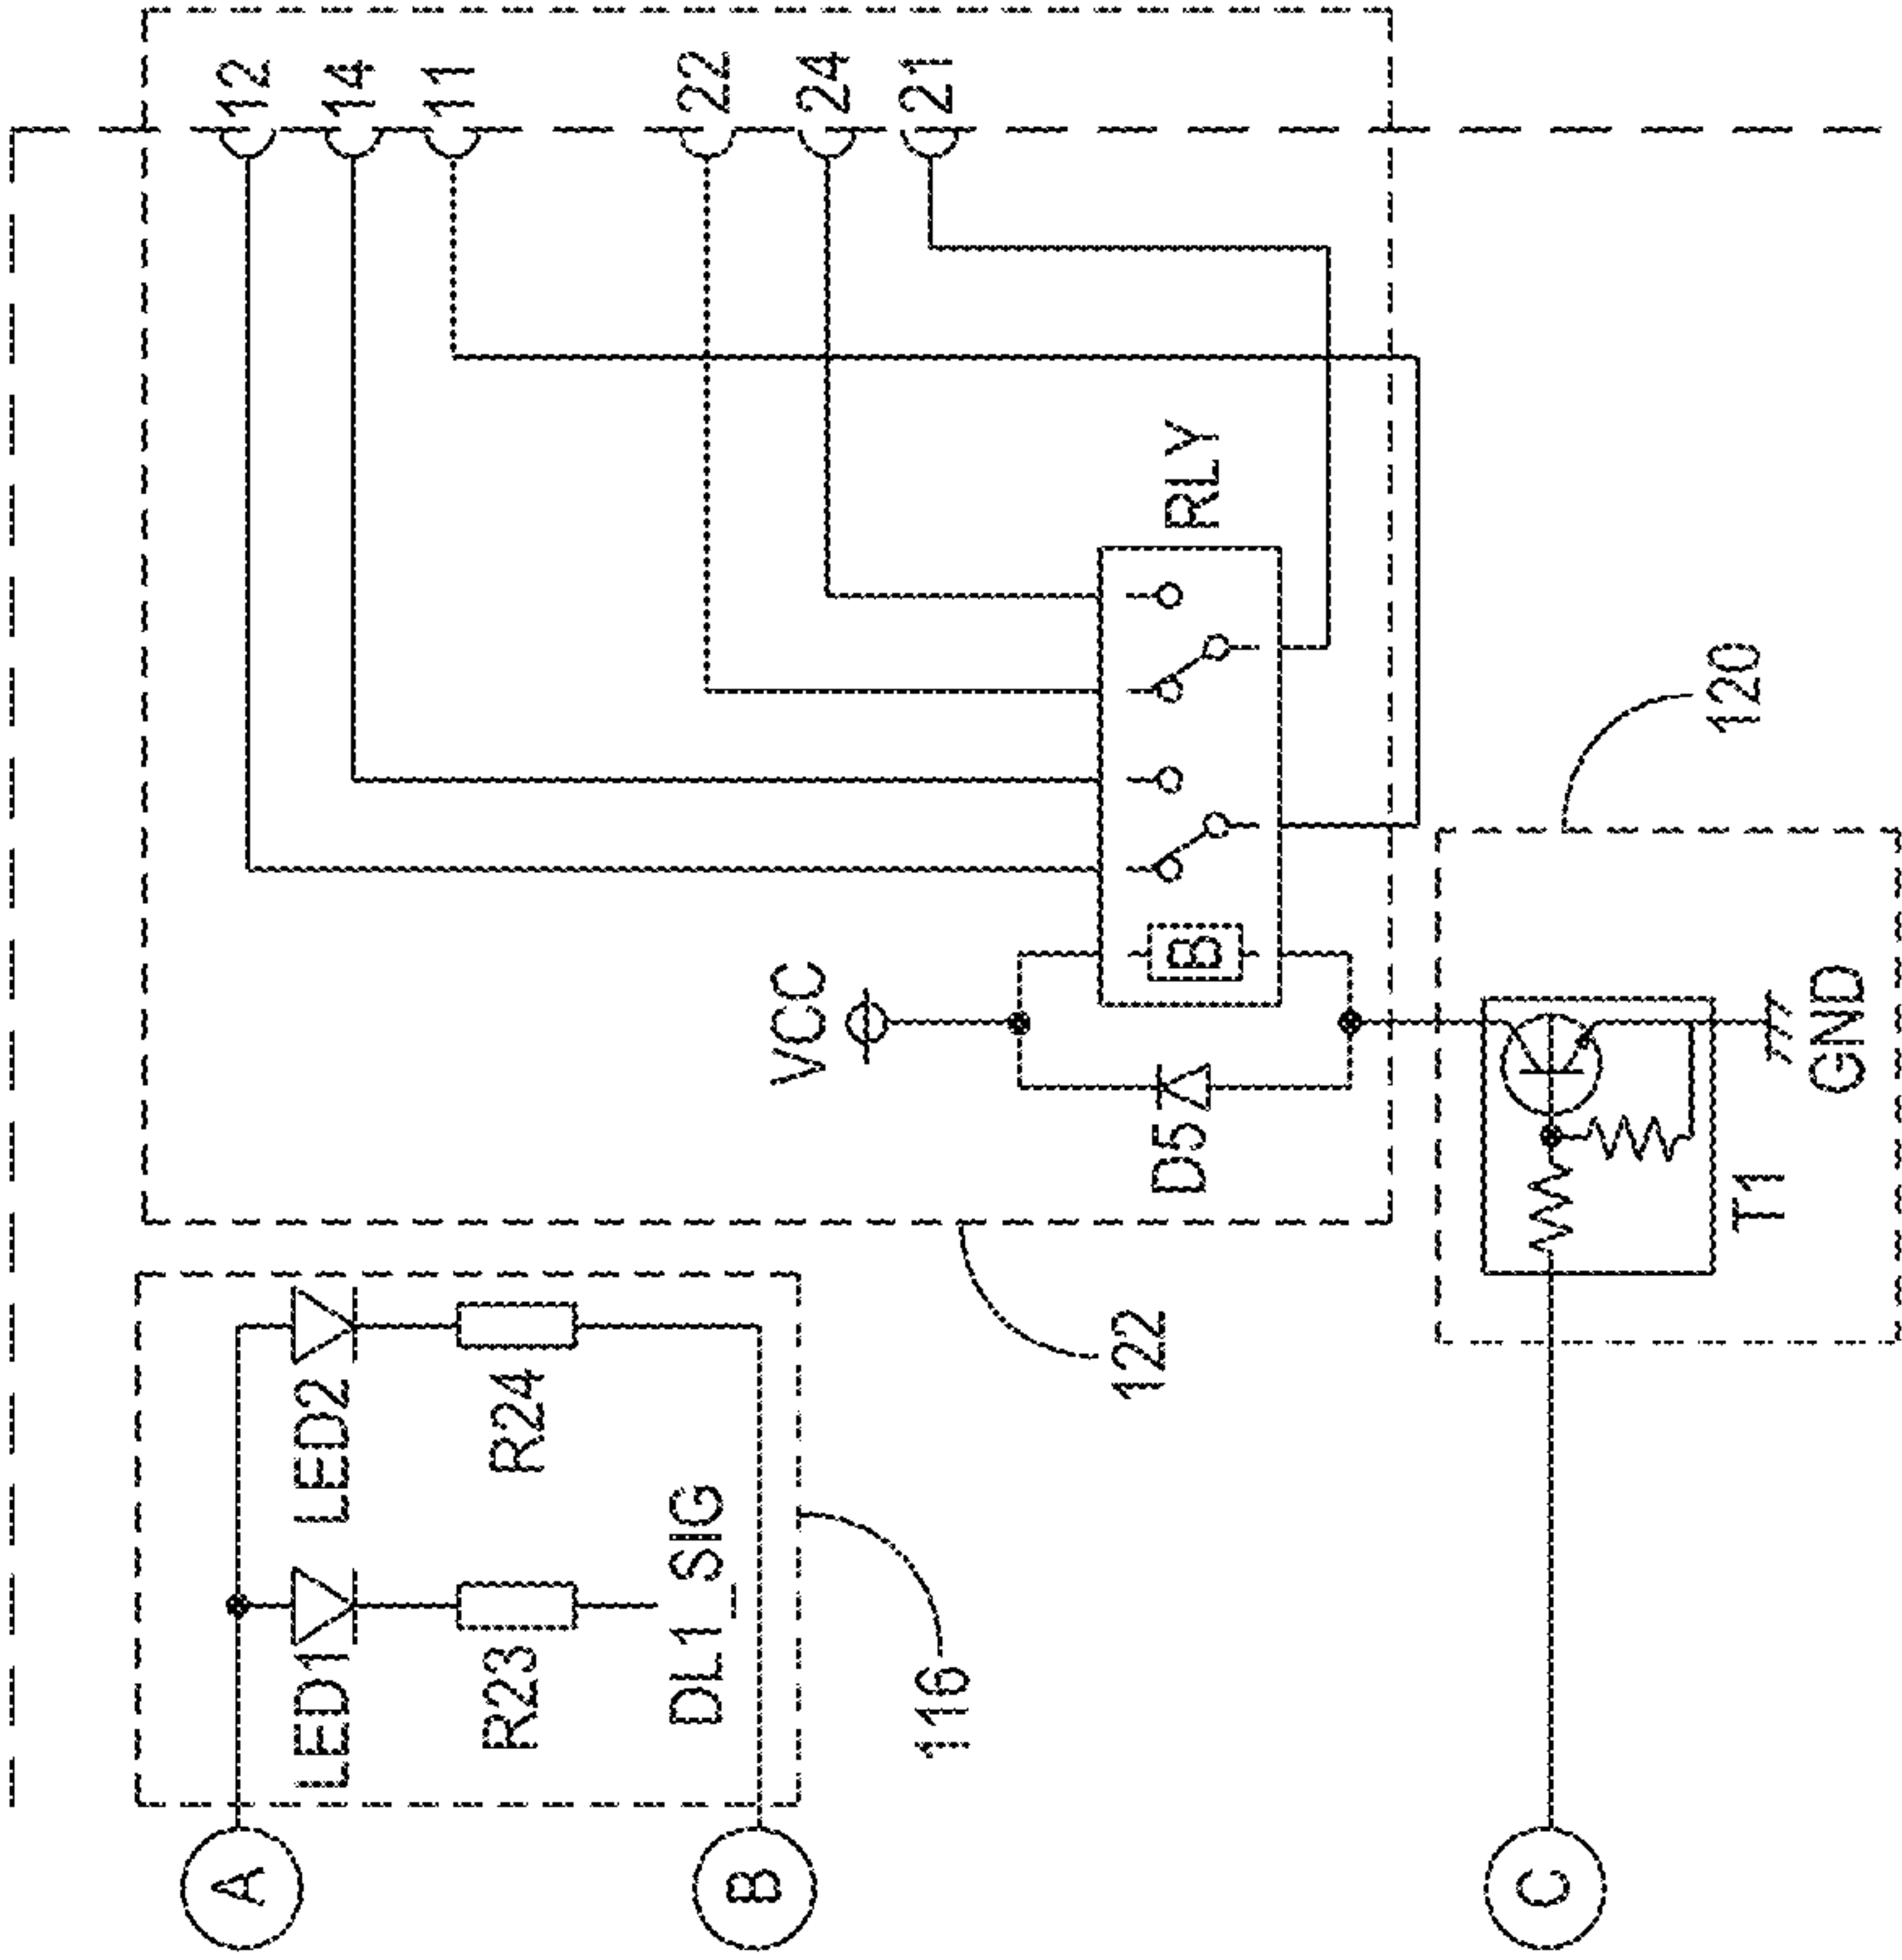 12
14
11
22
24
21
RLY
VCC
B
D5
120
GND
T1
122
LED2
R24
LED1
R23
DL1_SIG
116
A
B
C